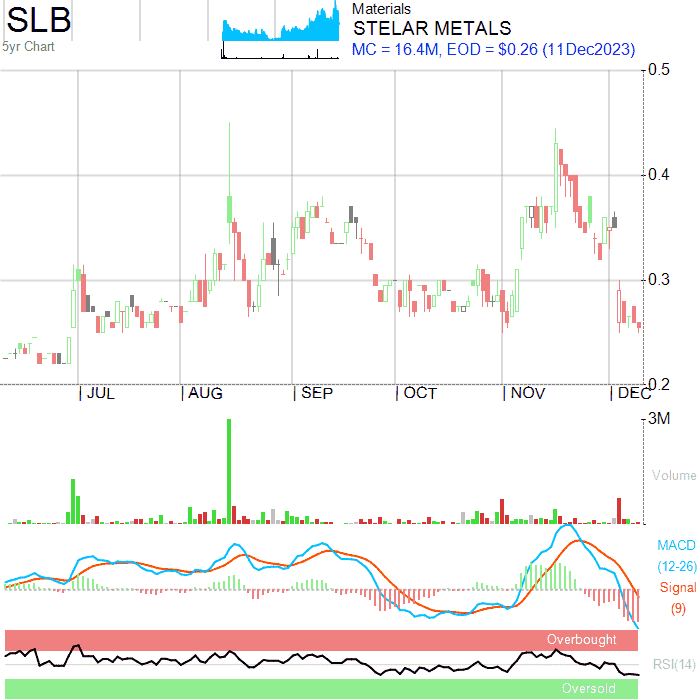 SLB
5yr Chart
Materials
STELAR METALS
MC = 16.4M, EOD = $0.26 (11Dec2023)
0.5
0.4
0.3
0.2
JUL AUG SEP OCT NOV DEC
3M
Volume
MACD
(12-26)
Signal
(9)
Overbought
RSI(14)
Oversold